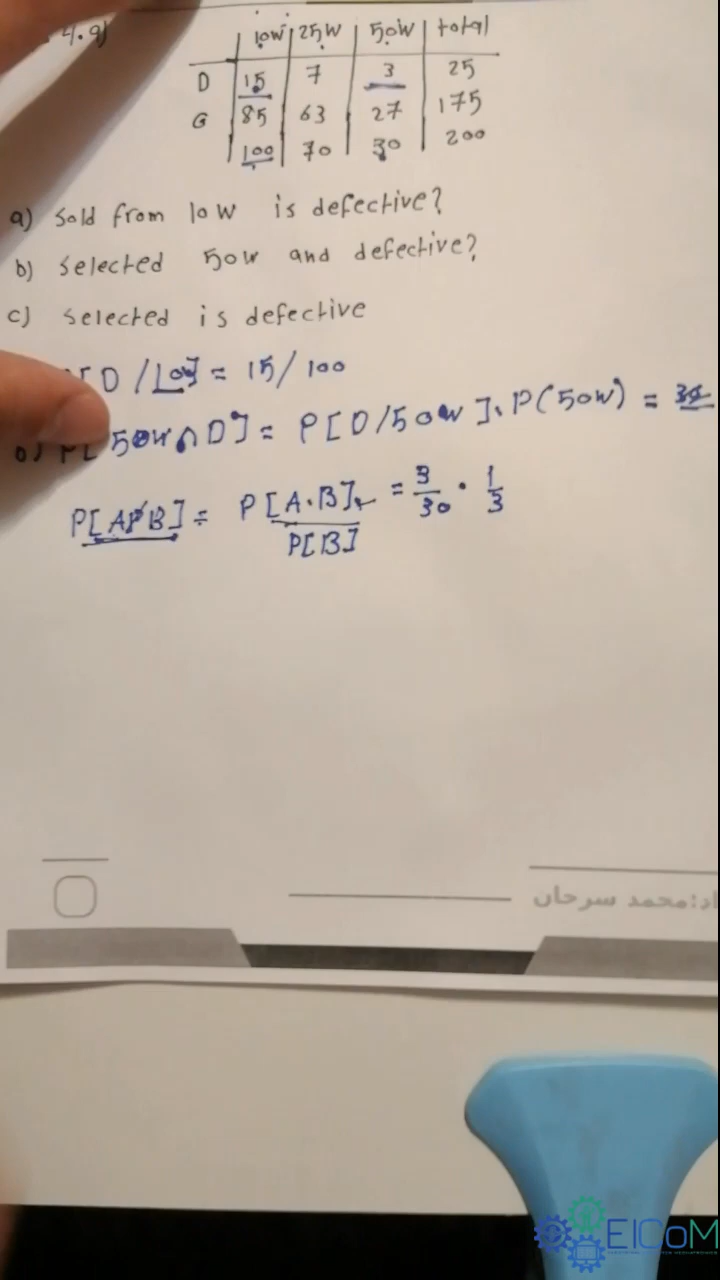 4.9)
10W 25W 50W total
D 15 7 3 25
G 85 63 27 175
100 70 30 200
a) Sold from 10W is defective?
b) Selected 50W and defective?
c) Selected is defective
[D/10W] = 15/100
b) P[50W∩D] = P[D/50W]. P(50W) =
P[A/B] = P[A.B] / P[B] = 3/30 . 1/3
اد:محمد سرحان
EICoM